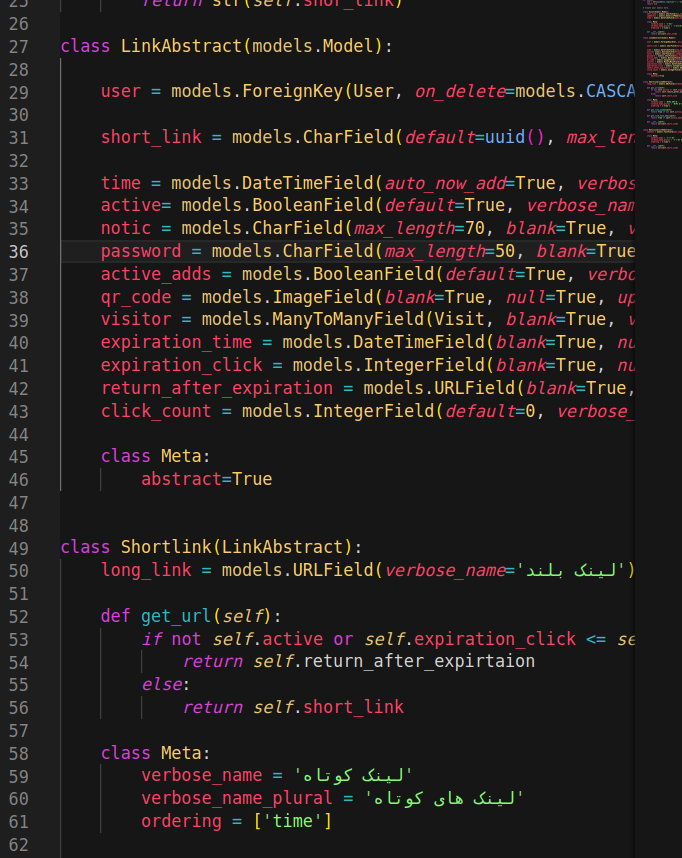 25 return str(self.shor_link)
26
27 class LinkAbstract(models.Model):
28
29 user = models.ForeignKey(User, on_delete=models.CASCA
30
31 short_link = models.CharField(default=uuid(), max_len
32
33 time = models.DateTimeField(auto_now_add=True, verbos
34 active= models.BooleanField(default=True, verbose_nam
35 notic = models.CharField(max_length=70, blank=True, v
36 password = models.CharField(max_length=50, blank=True
37 active_adds = models.BooleanField(default=True, verbo
38 qr_code = models.ImageField(blank=True, null=True, up
39 visitor = models.ManyToManyField(Visit, blank=True, v
40 expiration_time = models.DateTimeField(blank=True, nu
41 expiration_click = models.IntegerField(blank=True, nu
42 return_after_expiration = models.URLField(blank=True,
43 click_count = models.IntegerField(default=0, verbose_
44
45 class Meta:
46 abstract=True
47
48
49 class Shortlink(LinkAbstract):
50 long_link = models.URLField(verbose_name='لینک بلند')
51
52 def get_url(self):
53 if not self.active or self.expiration_click <= se
54 return self.return_after_expirtaion
55 else:
56 return self.short_link
57
58 class Meta:
59 verbose_name = 'لینک کوتاه'
60 verbose_name_plural = 'لینک های کوتاه'
61 ordering = ['time']
62